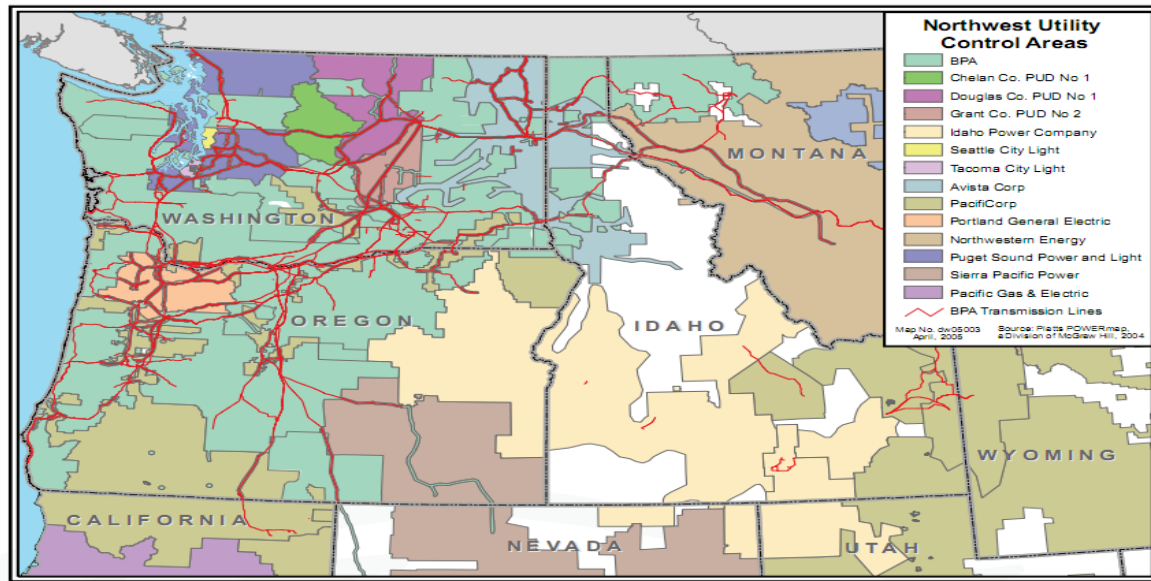 Northwest Utility
Control Areas
BPA
Chelan Co. PUD No 1
Douglas Co. PUD No 1
Grant Co. PUD No 2
Idaho Power Company
Seattle City Light
Tacoma City Light
Avista Corp
PacifiCorp
Portland General Electric
Northwestern Energy
Puget Sound Power and Light
Sierra Pacific Power
Pacific Gas & Electric
BPA Transmission Lines
Map No. dw05003
April, 2005
Source: Platts POWERmap,
a Division of McGraw Hill, 2004
MONTANA
WASHINGTON
OREGON
IDAHO
WYOMING
CALIFORNIA
NEVADA
UTAH